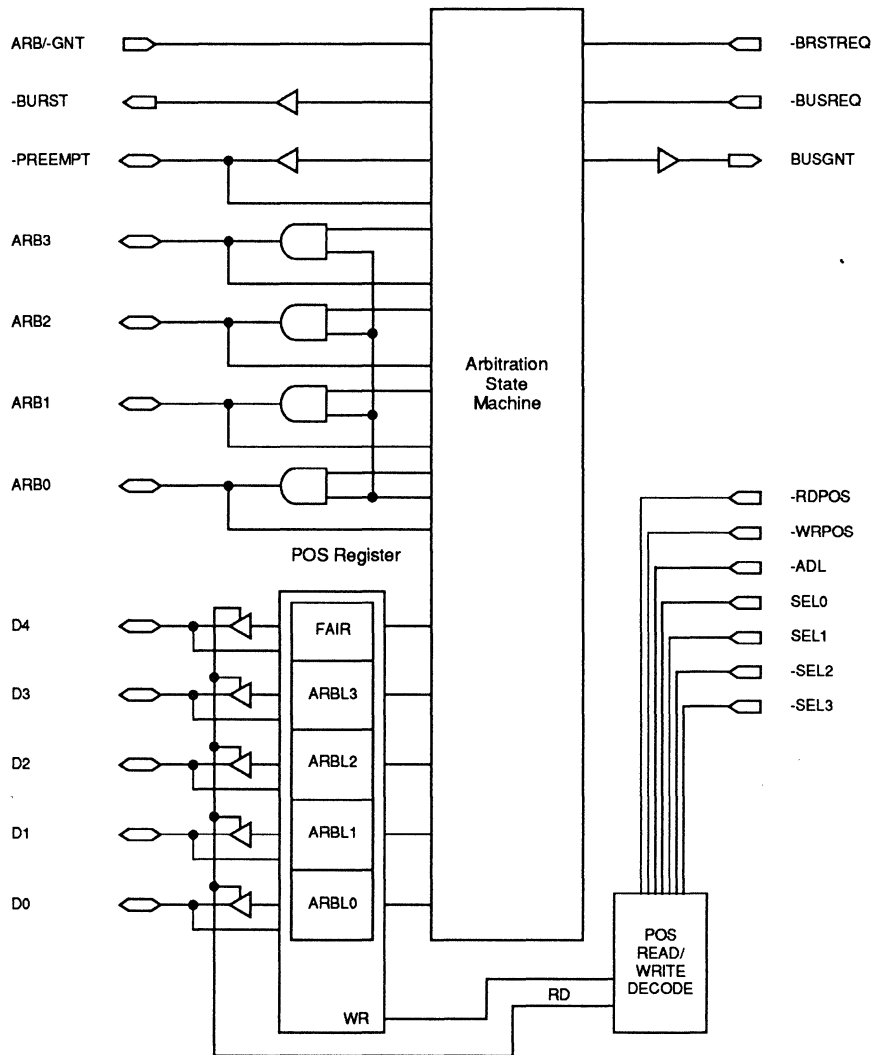 ARB/-GNT
-BURST
-PREEMPT
ARB3
ARB2
ARB1
ARB0
-BRSTREQ
-BUSREQ
BUSGNT
Arbitration
State
Machine
-RDPOS
-WRPOS
-ADL
SEL0
SEL1
-SEL2
-SEL3
POS Register
D4
D3
D2
D1
D0
FAIR
ARBL3
ARBL2
ARBL1
ARBL0
WR
RD
POS
READ/
WRITE
DECODE